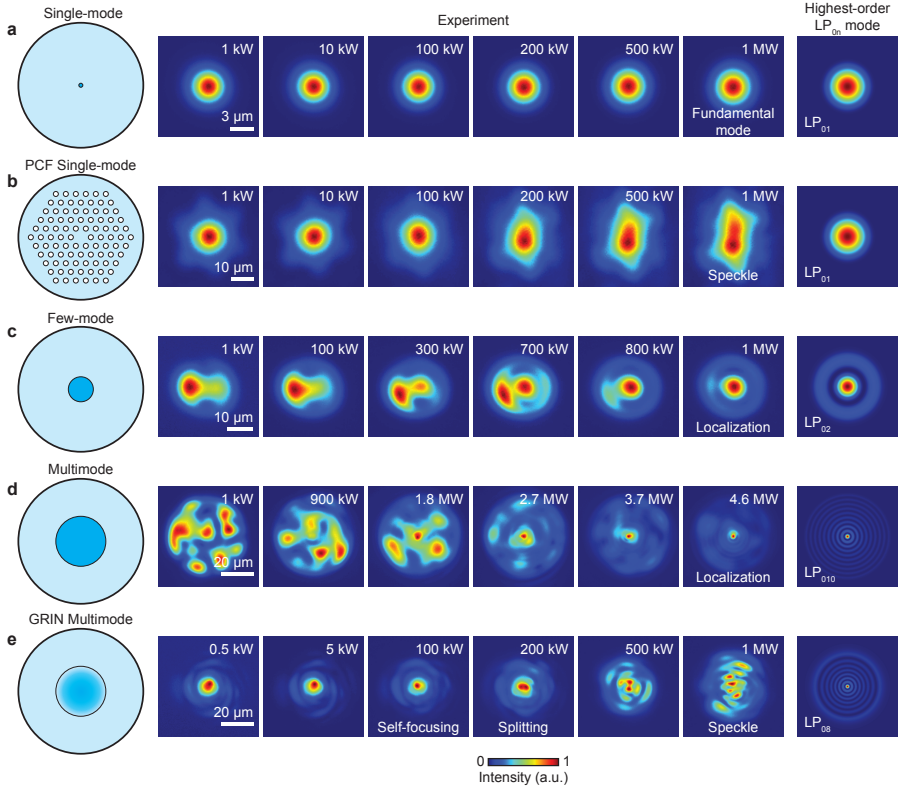 Single-mode
Experiment
Highest-order
LP0n mode
a
1 kW
10 kW
100 kW
200 kW
500 kW
1 MW
3 µm
Fundamental
mode
LP01
PCF Single-mode
b
1 kW
10 kW
100 kW
200 kW
500 kW
1 MW
10 µm
Speckle
LP01
Few-mode
c
1 kW
100 kW
300 kW
700 kW
800 kW
1 MW
10 µm
Localization
LP02
Multimode
d
1 kW
900 kW
1.8 MW
2.7 MW
3.7 MW
4.6 MW
20 µm
Localization
LP010
GRIN Multimode
e
0.5 kW
5 kW
100 kW
200 kW
500 kW
1 MW
20 µm
Self-focusing
Splitting
Speckle
LP08
0
1
Intensity (a.u.)